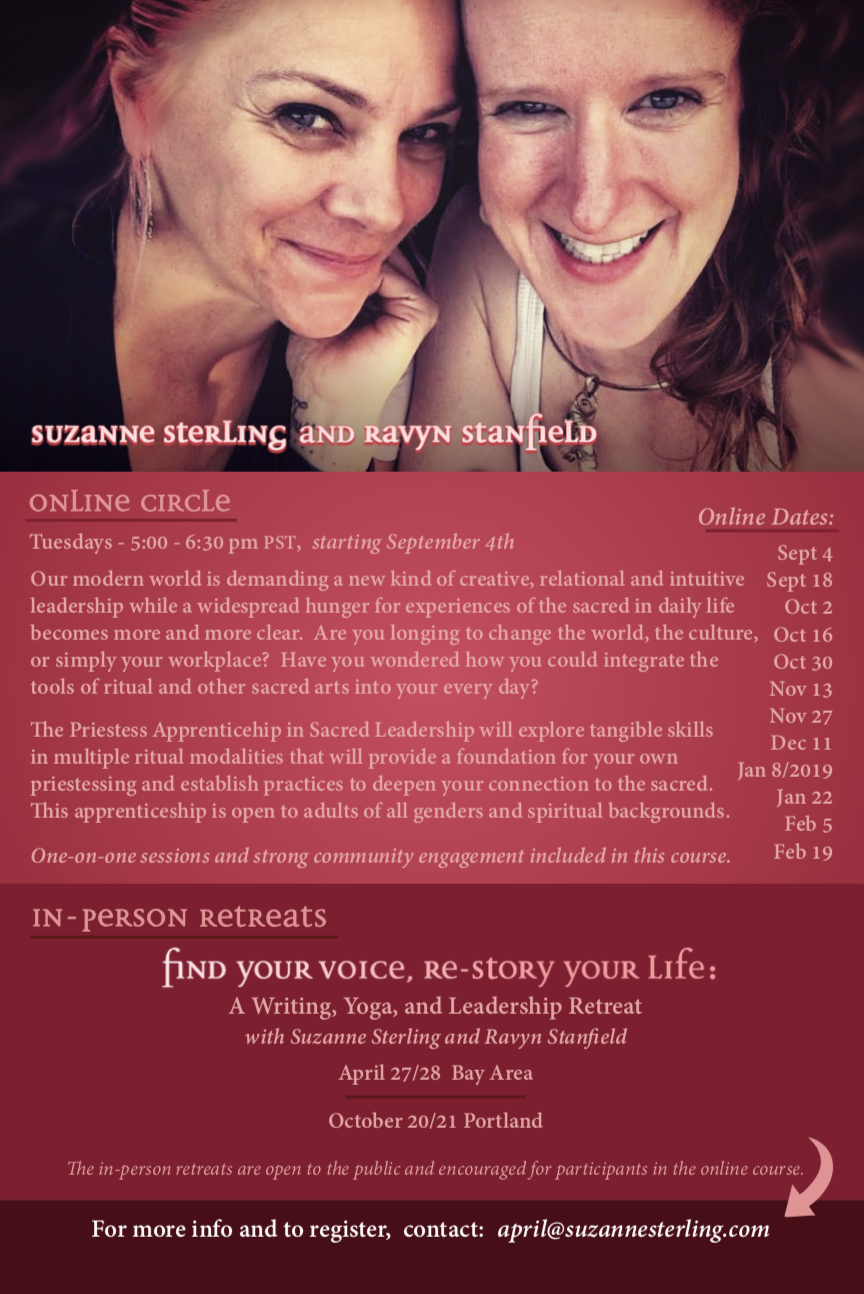 suzanne sterling and ravyn stanfield
online circle
Tuesdays - 5:00 - 6:30 pm PST, starting September 4th
Our modern world is demanding a new kind of creative, relational and intuitive
leadership while a widespread hunger for experiences of the sacred in daily life
becomes more and more clear. Are you longing to change the world, the culture,
or simply your workplace? Have you wondered how you could integrate the
tools of ritual and other sacred arts into your every day?
The Priestess Apprenticehip in Sacred Leadership will explore tangible skills
in multiple ritual modalities that will provide a foundation for your own
priestessing and establish practices to deepen your connection to the sacred.
This apprenticeship is open to adults of all genders and spiritual backgrounds.
One-on-one sessions and strong community engagement included in this course.
Online Dates:
Sept 4
Sept 18
Oct 2
Oct 16
Oct 30
Nov 13
Nov 27
Dec 11
Jan 8/2019
Jan 22
Feb 5
Feb 19
in-person retreats
find your voice, re-story your life:
A Writing, Yoga, and Leadership Retreat
with Suzanne Sterling and Ravyn Stanfield
April 27/28 Bay Area
October 20/21 Portland
The in-person retreats are open to the public and encouraged for participants in the online course.
For more info and to register, contact: april@suzannesterling.com